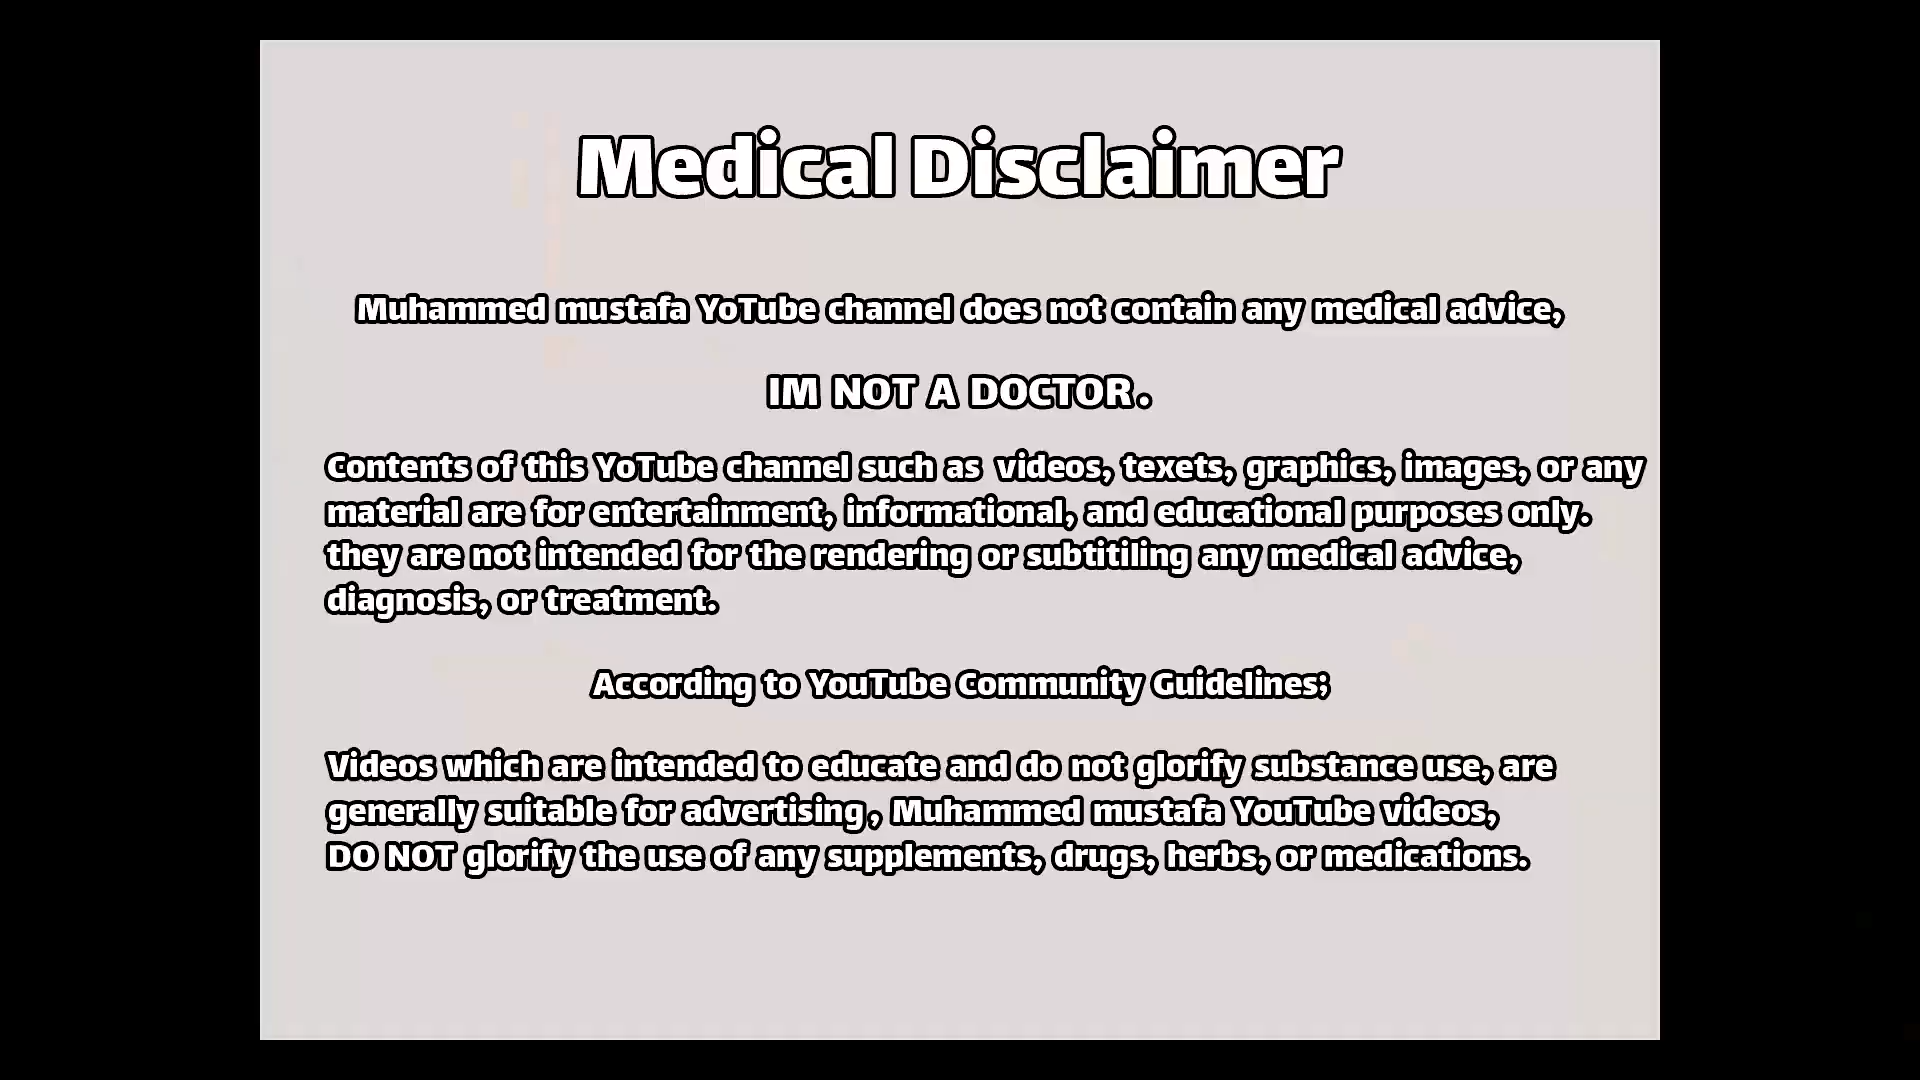 Medical Disclaimer
Muhammed mustafa YoTube channel does not contain any medical advice,
IM NOT A DOCTOR.
Contents of this YoTube channel such as videos, texets, graphics, images, or any
material are for entertainment, informational, and educational purposes only.
they are not intended for the rendering or subtitiling any medical advice,
diagnosis, or treatment.
According to YouTube Community Guidelines;
Videos which are intended to educate and do not glorify substance use, are
generally suitable for advertising, Muhammed mustafa YouTube videos,
DO NOT glorify the use of any supplements, drugs, herbs, or medications.